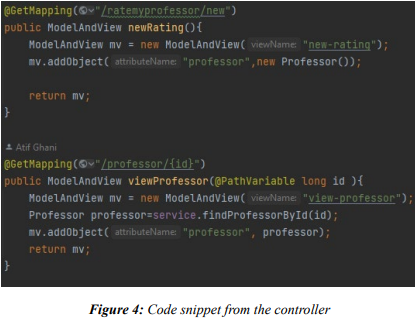 @GetMapping("/ratemyprofessor/new")
public ModelAndView newRating(){
ModelAndView mv = new ModelAndView( viewName: "new-rating");
mv.addObject( attributeName: "professor",new Professor());
return mv;
}
Atif Ghani
@GetMapping("/professor/{id}")
public ModelAndView viewProfessor(@PathVariable long id ){
ModelAndView mv = new ModelAndView( viewName: "view-professor");
Professor professor=service.findProfessorById(id);
mv.addObject( attributeName: "professor", professor);
return mv;
}
Figure 4: Code snippet from the controller